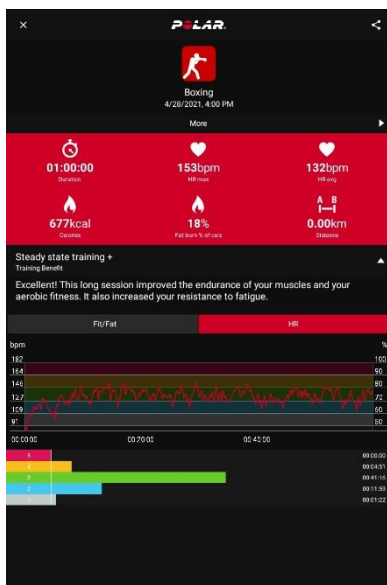 POLAR.
Boxing
4/28/2021, 4:00 PM
More
01:00:00
Duration
153bpm
HR max
132bpm
HR avg
677kcal
Calories
18%
Fat burn % of cals
A B
0.00km
Distance
Steady state training +
Training Benefit
Excellent! This long session improved the endurance of your muscles and your
aerobic fitness. It also increased your resistance to fatigue.
Fit/Fat
HR
bpm %
182 100
164 90
146 80
127 70
109 60
91 50
00:00:00 00:20:00 00:40:00
5 00:00:00
4 00:04:51
3 00:41:16
2 00:11:59
1 00:01:22